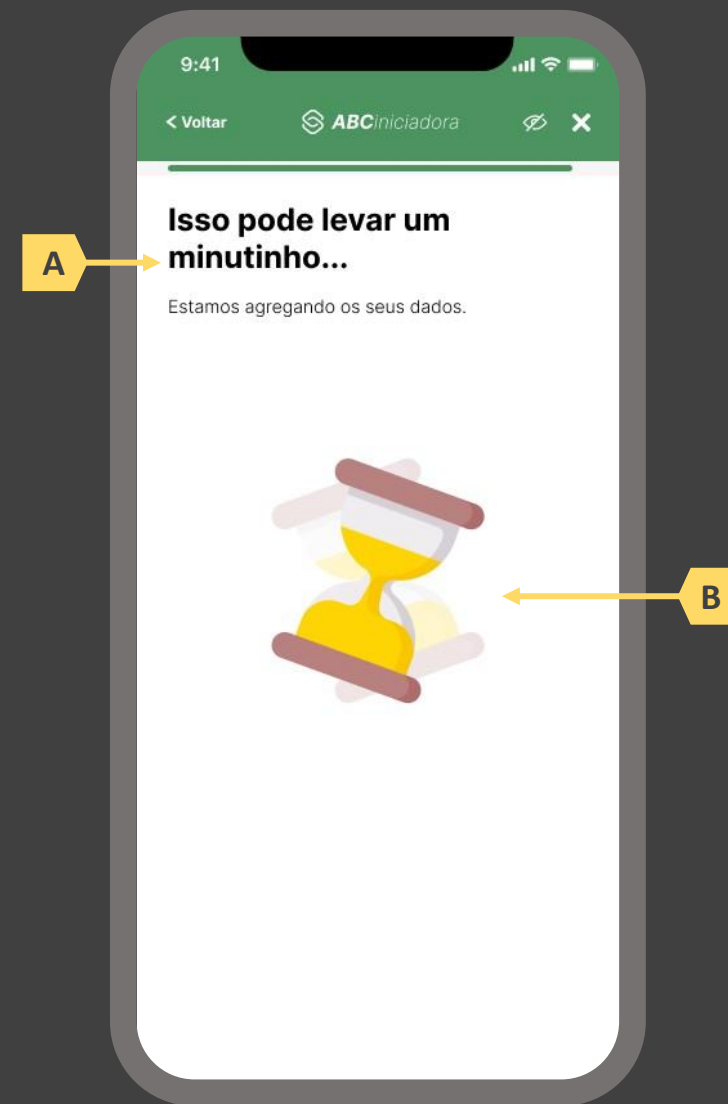 9:41
< Voltar ABCiniciadora
Isso pode levar um
A
minutinho...
Estamos agregando os seus dados.
B